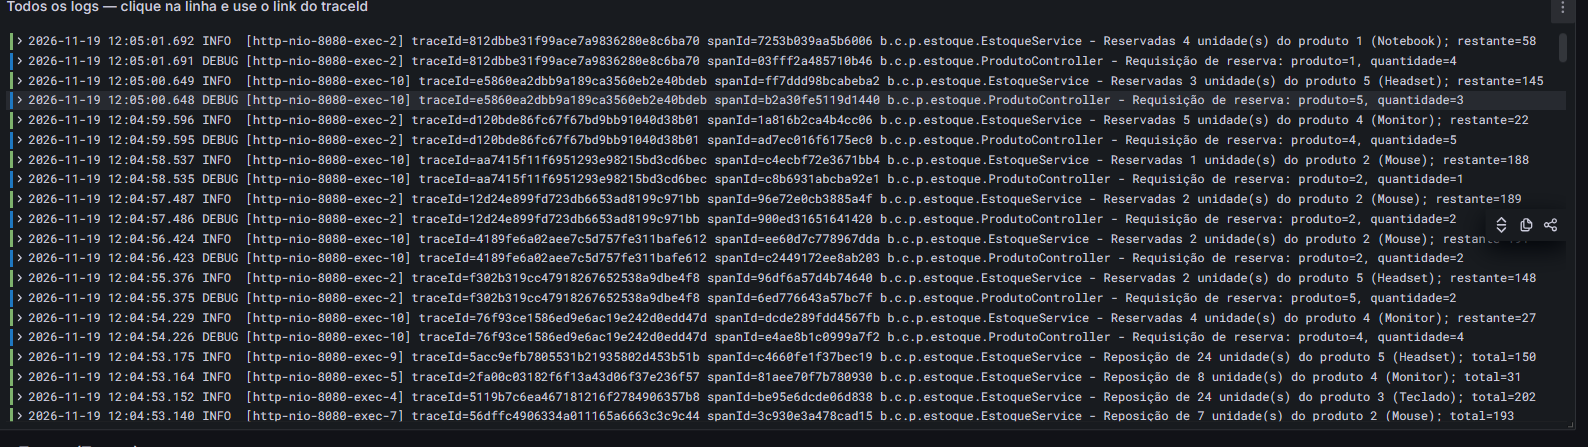 Todos os logs — clique na linha e use o link do traceId
2026-11-19 12:05:01.692 INFO [http-nio-8080-exec-2] traceId=812dbbe31f99ace7a9836280e8c6ba70 spanId=7253b039aa5b6006 b.c.p.estoque.EstoqueService - Reservadas 4 unidade(s) do produto 1 (Notebook); restante=58
2026-11-19 12:05:01.691 DEBUG [http-nio-8080-exec-2] traceId=812dbbe31f99ace7a9836280e8c6ba70 spanId=03fff2a485710b46 b.c.p.estoque.ProdutoController - Requisição de reserva: produto=1, quantidade=4
2026-11-19 12:05:00.649 INFO [http-nio-8080-exec-10] traceId=e5860ea2dbb9a189ca3560eb2e40bdeb spanId=ff7ddd98bcabeba2 b.c.p.estoque.EstoqueService - Reservadas 3 unidade(s) do produto 5 (Headset); restante=145
2026-11-19 12:05:00.648 DEBUG [http-nio-8080-exec-10] traceId=e5860ea2dbb9a189ca3560eb2e40bdeb spanId=b2a30fe5119d1440 b.c.p.estoque.ProdutoController - Requisição de reserva: produto=5, quantidade=3
2026-11-19 12:04:59.596 INFO [http-nio-8080-exec-2] traceId=d120bde86fc67f67bd9bb91040d38b01 spanId=1a816b2ca4b4cc06 b.c.p.estoque.EstoqueService - Reservadas 5 unidade(s) do produto 4 (Monitor); restante=22
2026-11-19 12:04:59.595 DEBUG [http-nio-8080-exec-2] traceId=d120bde86fc67f67bd9bb91040d38b01 spanId=ad7ec016f6175ec0 b.c.p.estoque.ProdutoController - Requisição de reserva: produto=4, quantidade=5
2026-11-19 12:04:58.537 INFO [http-nio-8080-exec-10] traceId=aa7415f11f6951293e98215bd3cd6bec spanId=c4ecbf72e3671bb4 b.c.p.estoque.EstoqueService - Reservadas 1 unidade(s) do produto 2 (Mouse); restante=188
2026-11-19 12:04:58.535 DEBUG [http-nio-8080-exec-10] traceId=aa7415f11f6951293e98215bd3cd6bec spanId=c8b6931abcba92e1 b.c.p.estoque.ProdutoController - Requisição de reserva: produto=2, quantidade=1
2026-11-19 12:04:57.487 INFO [http-nio-8080-exec-2] traceId=12d24e899fd723db6653ad8199c971bb spanId=96e72e0cb3885a4f b.c.p.estoque.EstoqueService - Reservadas 2 unidade(s) do produto 2 (Mouse); restante=189
2026-11-19 12:04:57.486 DEBUG [http-nio-8080-exec-2] traceId=12d24e899fd723db6653ad8199c971bb spanId=900ed31651641420 b.c.p.estoque.ProdutoController - Requisição de reserva: produto=2, quantidade=2
2026-11-19 12:04:56.424 INFO [http-nio-8080-exec-10] traceId=4189fe6a02aee7c5d757fe311bafe612 spanId=ee60d7c778967dda b.c.p.estoque.EstoqueService - Reservadas 2 unidade(s) do produto 2 (Mouse);
2026-11-19 12:04:56.423 DEBUG [http-nio-8080-exec-10] traceId=4189fe6a02aee7c5d757fe311bafe612 spanId=c2449172ee8ab203 b.c.p.estoque.ProdutoController - Requisição de reserva: produto=2, quantidade=2
2026-11-19 12:04:55.376 INFO [http-nio-8080-exec-2] traceId=f302b319cc47918267652538a9dbe4f8 spanId=96df6a57d4b74640 b.c.p.estoque.EstoqueService - Reservadas 2 unidade(s) do produto 5 (Headset); restante=148
2026-11-19 12:04:55.375 DEBUG [http-nio-8080-exec-2] traceId=f302b319cc47918267652538a9dbe4f8 spanId=6ed776643a57bc7f b.c.p.estoque.ProdutoController - Requisição de reserva: produto=5, quantidade=2
2026-11-19 12:04:54.229 INFO [http-nio-8080-exec-10] traceId=76f93ce1586ed9e6ac19e242d0edd47d spanId=dcde289fdd4567fb b.c.p.estoque.EstoqueService - Reservadas 4 unidade(s) do produto 4 (Monitor); restante=27
2026-11-19 12:04:54.226 DEBUG [http-nio-8080-exec-10] traceId=76f93ce1586ed9e6ac19e242d0edd47d spanId=e4ae8b1c0999a7f2 b.c.p.estoque.ProdutoController - Requisição de reserva: produto=4, quantidade=4
2026-11-19 12:04:53.175 INFO [http-nio-8080-exec-9] traceId=5acc9efb7805531b21935802d453b51b spanId=c4660fe1f37bec19 b.c.p.estoque.EstoqueService - Reposição de 24 unidade(s) do produto 5 (Headset); total=150
2026-11-19 12:04:53.164 INFO [http-nio-8080-exec-5] traceId=2fa00c03182f6f13a43d06f37e236f57 spanId=81aee70f7b780930 b.c.p.estoque.EstoqueService - Reposição de 8 unidade(s) do produto 4 (Monitor); total=31
2026-11-19 12:04:53.152 INFO [http-nio-8080-exec-4] traceId=5119b7c6ea467181216f2784906357b8 spanId=be95e6dcde06d838 b.c.p.estoque.EstoqueService - Reposição de 24 unidade(s) do produto 3 (Teclado); total=202
2026-11-19 12:04:53.140 INFO [http-nio-8080-exec-7] traceId=56dffc4906334a011165a6663c3c9c44 spanId=3c930e3a478cad15 b.c.p.estoque.EstoqueService - Reposição de 7 unidade(s) do produto 2 (Mouse); total=193